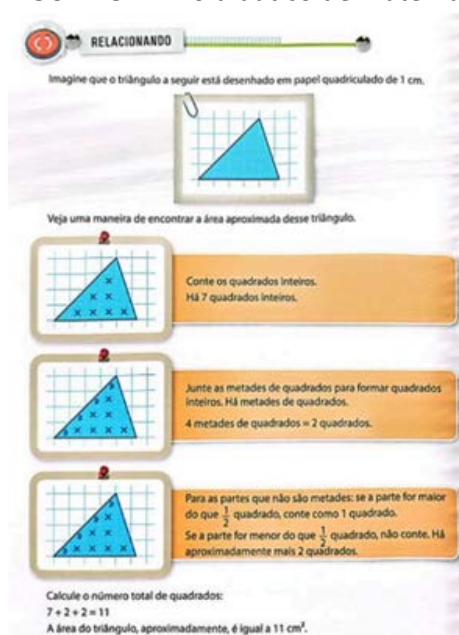 RELACIONANDO
Imagine que o triângulo a seguir está desenhado em papel quadriculado de 1 cm.
Veja uma maneira de encontrar a área aproximada desse triângulo.
Conte os quadrados inteiros.
Há 7 quadrados inteiros.
Junte as metades de quadrados para formar quadrados
inteiros. Há metades de quadrados.
4 metades de quadrados = 2 quadrados.
Para as partes que não são metades: se a parte for maior
do que 1/2 quadrado, conte como 1 quadrado.
Se a parte for menor do que 1/2 quadrado, não conte. Há
aproximadamente mais 2 quadrados.
Calcule o número total de quadrados:
7 + 2 + 2 = 11
A área do triângulo, aproximadamente, é igual a 11 cm².